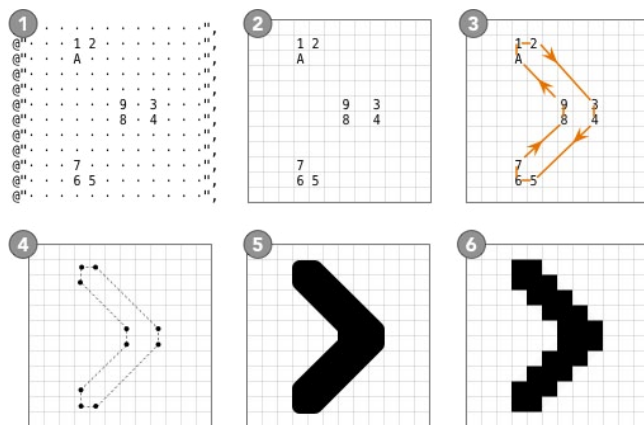 1
@"· · · · · · · · · · · ·",
@"· · · 1 2 · · · · · · ·",
@"· · · A · · · · · · · ·",
@"· · · · · · · · · · · ·",
@"· · · · · · · · · · · ·",
@"· · · · · · 9 · 3 · · ·",
@"· · · · · · 8 · 4 · · ·",
@"· · · · · · · · · · · ·",
@"· · · · · · · · · · · ·",
@"· · · 7 · · · · · · · ·",
@"· · · 6 5 · · · · · · ·",
@"· · · · · · · · · · · ·",
2
1 2
A
9 3
8 4
7
6 5
3
1 2
A
9 3
8 4
7
6 5
4
5
6